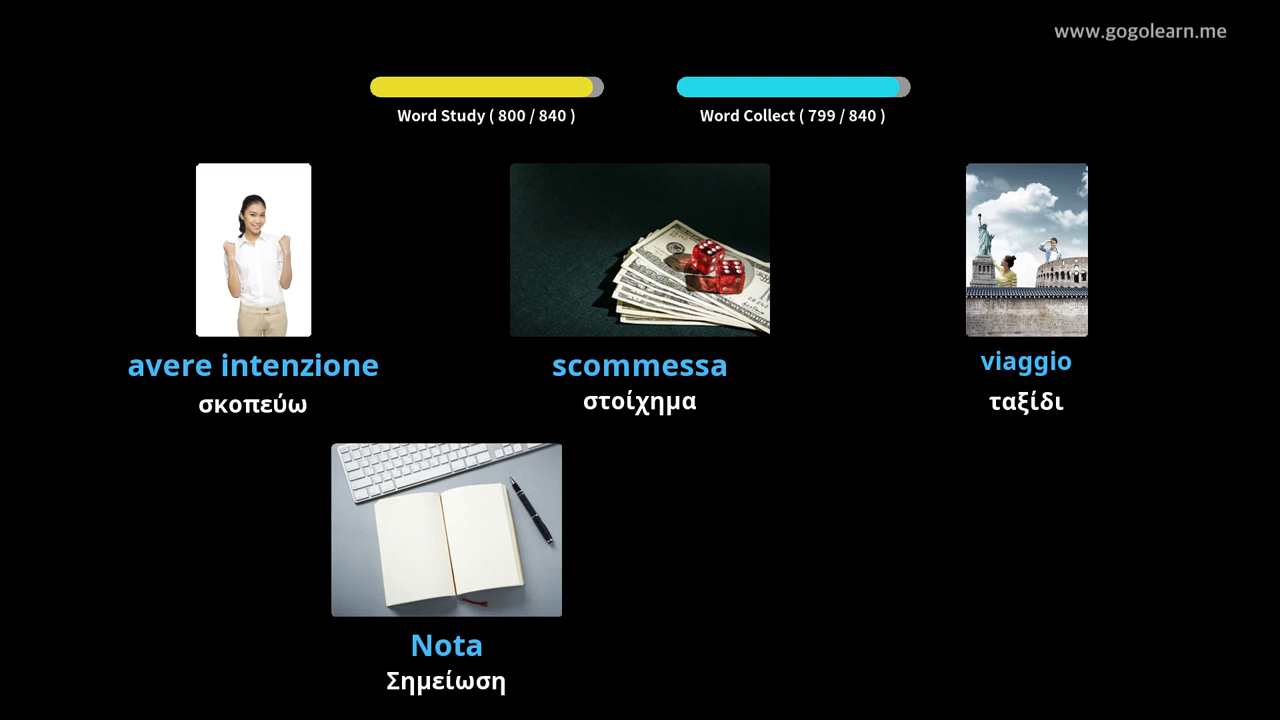 www.gogolearn.me
Word Study ( 800 / 840 )
Word Collect ( 799 / 840 )
avere intenzione
σκοπεύω
scommessa
στοίχημα
viaggio
ταξίδι
Nota
Σημείωση